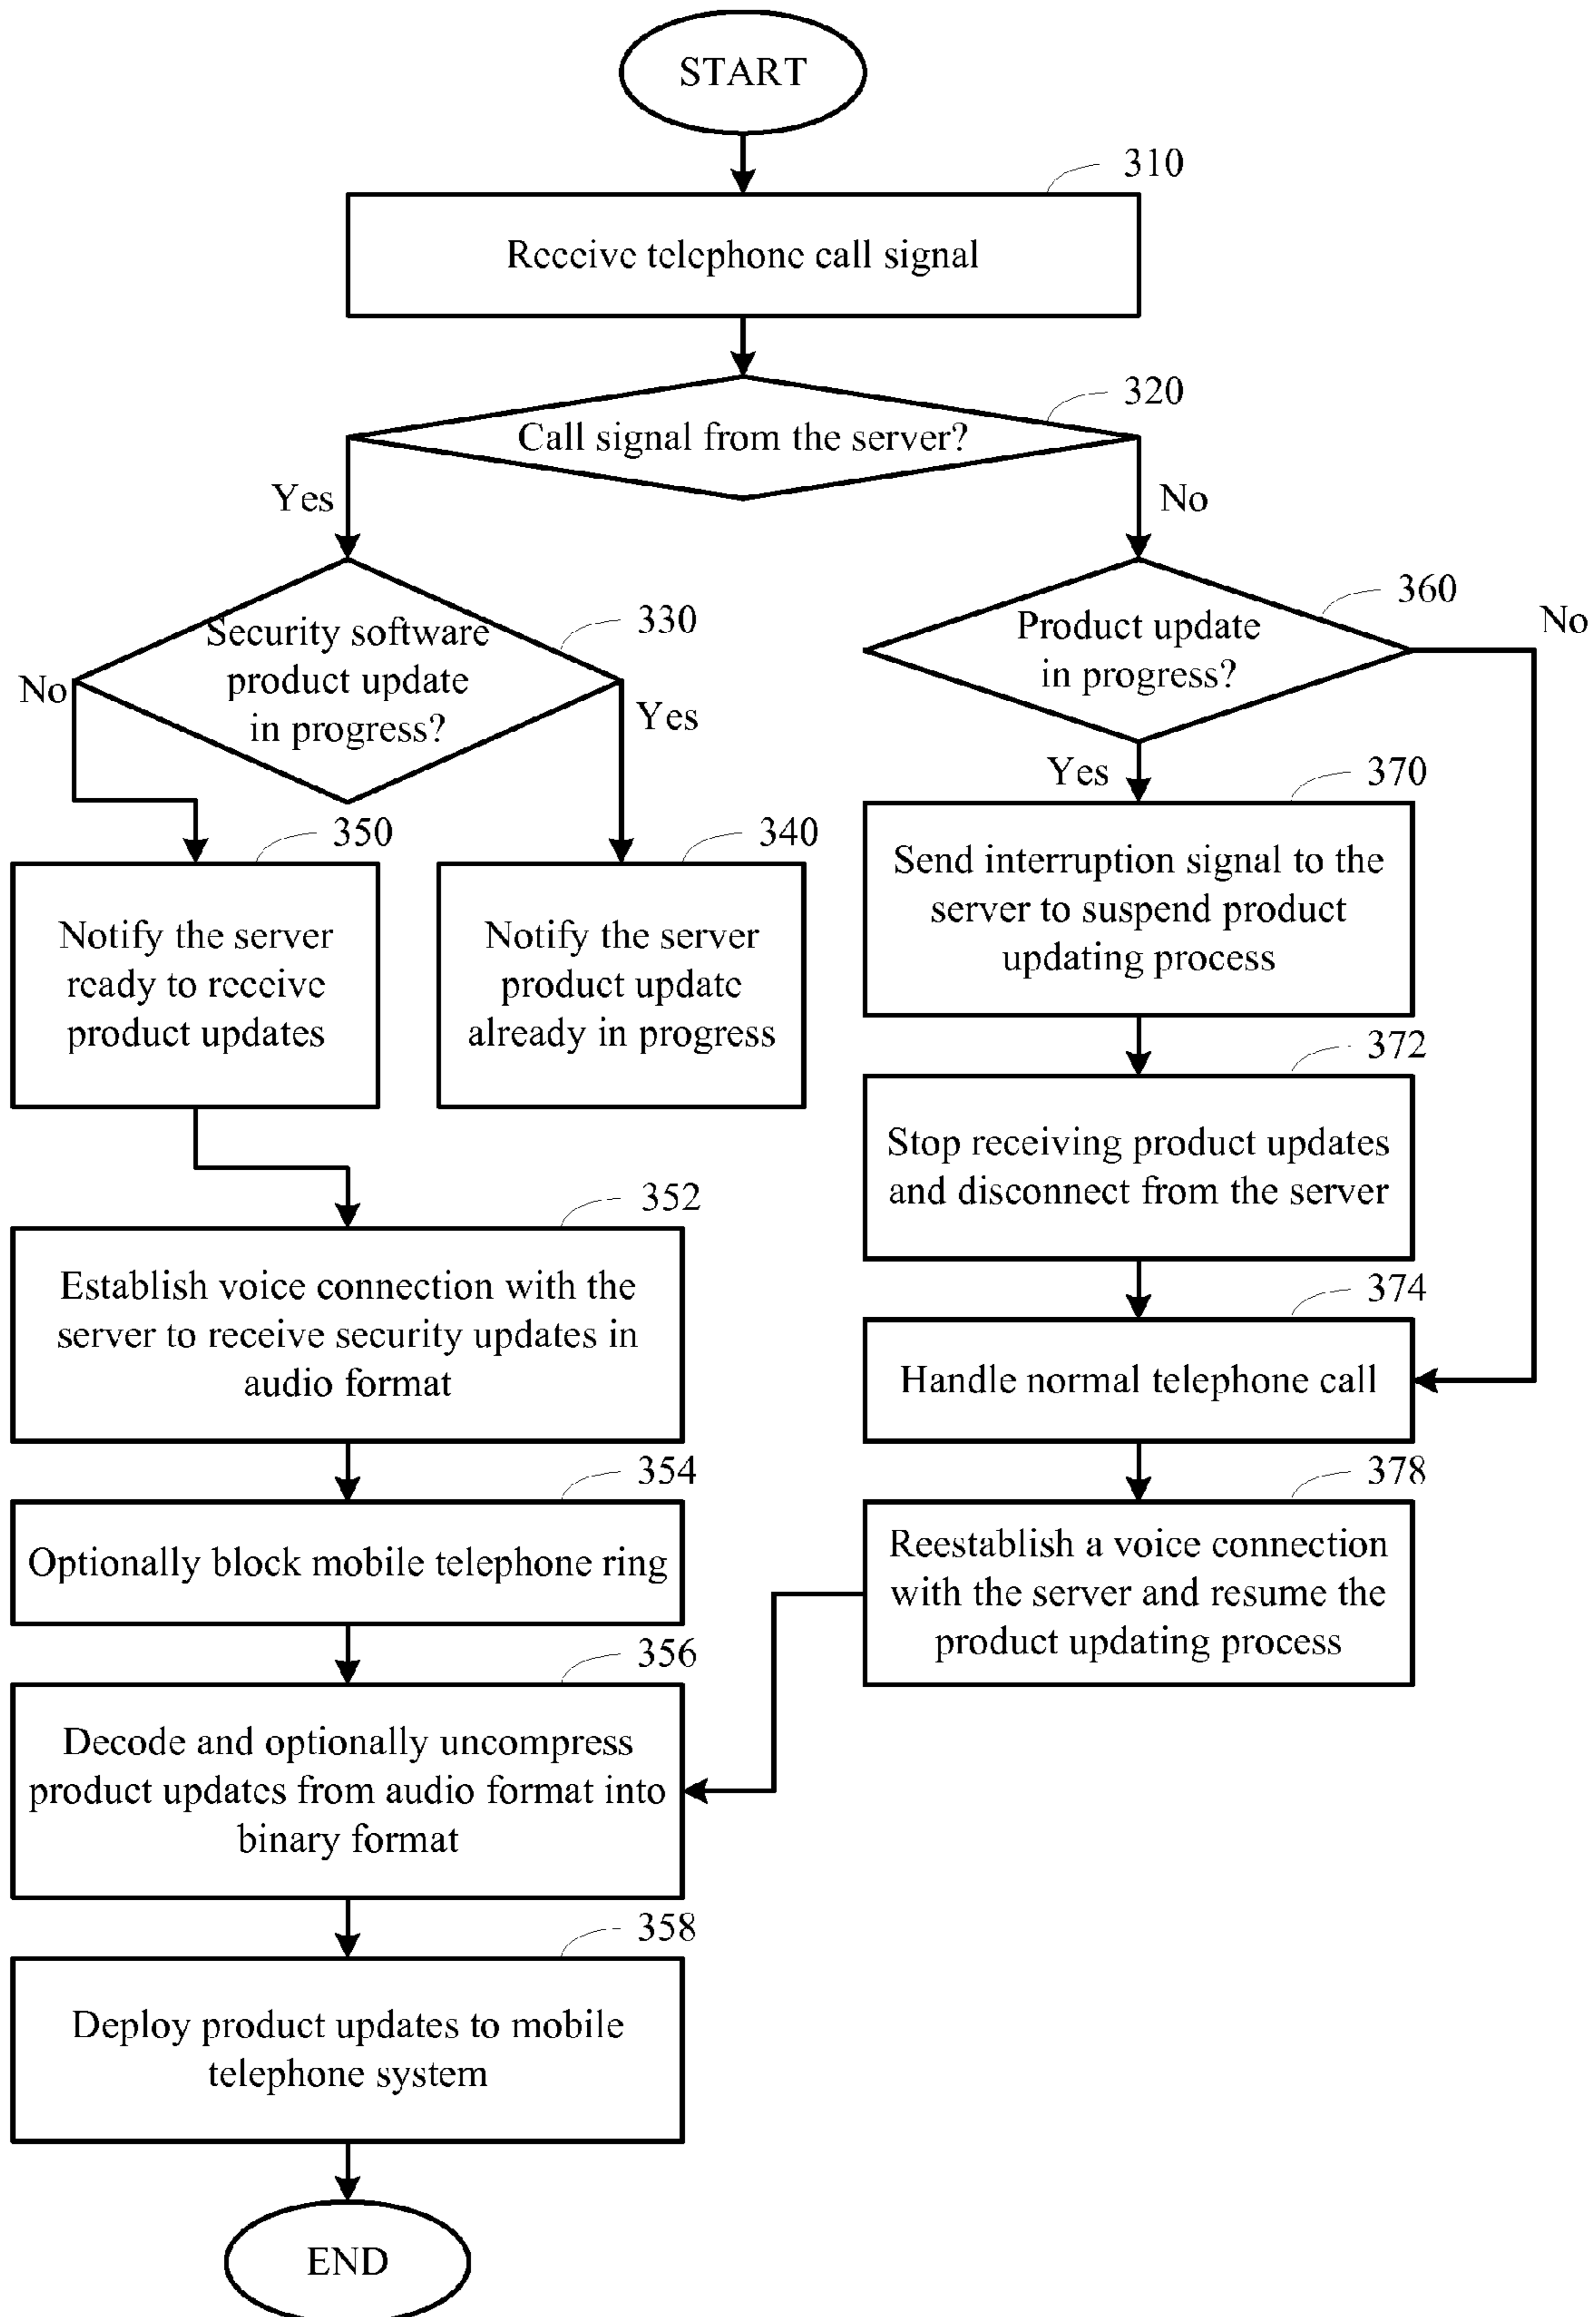 START
310
Receive telephone call signal
320
Call signal from the server?
Yes
No
330
Security software
product update
in progress?
No
Yes
360
Product update
in progress?
No
Yes
350
Notify the server
ready to receive
product updates
340
Notify the server
product update
already in progress
370
Send interruption signal to the
server to suspend product
updating process
372
Stop receiving product updates
and disconnect from the server
352
Establish voice connection with the
server to receive security updates in
audio format
374
Handle normal telephone call
354
Optionally block mobile telephone ring
378
Reestablish a voice connection
with the server and resume the
product updating process
356
Decode and optionally uncompress
product updates from audio format into
binary format
358
Deploy product updates to mobile
telephone system
END